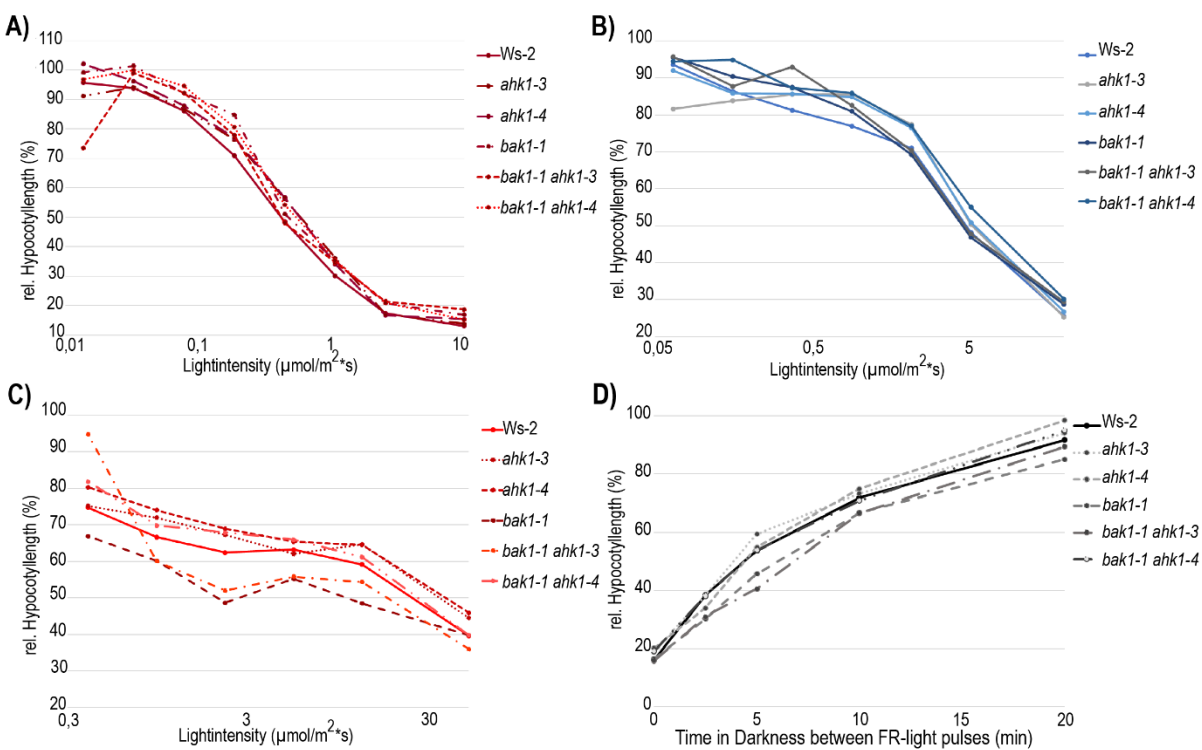 A)
110
100
90
80
70
60
50
40
30
20
10
rel. Hypocotyllength (%)
0,01
0,1
1
10
Lightintensity (µmol/m²*s)
Ws-2
ahk1-3
ahk1-4
bak1-1
bak1-1 ahk1-3
bak1-1 ahk1-4
B)
100
90
80
70
60
50
40
30
20
rel. Hypocotyllength (%)
0,05
0,5
5
Lightintensity (µmol/m²*s)
Ws-2
ahk1-3
ahk1-4
bak1-1
bak1-1 ahk1-3
bak1-1 ahk1-4
C)
100
90
80
70
60
50
40
30
20
rel. Hypocotyllength (%)
0,3
3
30
Lightintensity (µmol/m²*s)
Ws-2
ahk1-3
ahk1-4
bak1-1
bak1-1 ahk1-3
bak1-1 ahk1-4
D)
100
80
60
40
20
0
rel. Hypocotyllength (%)
0
5
10
15
20
Time in Darkness between FR-light pulses (min)
Ws-2
ahk1-3
ahk1-4
bak1-1
bak1-1 ahk1-3
bak1-1 ahk1-4